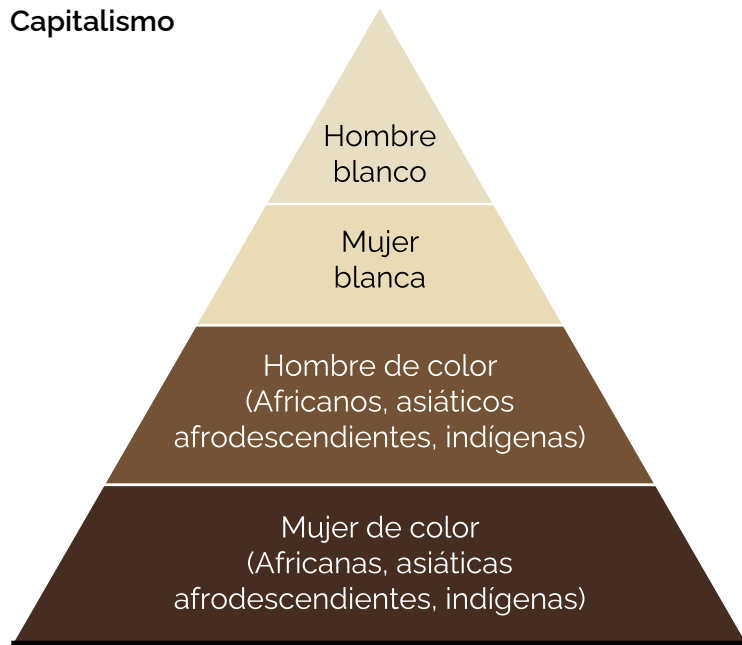 Capitalismo
Hombre
blanco
Mujer
blanca
Hombre de color
(Africanos, asiáticos
afrodescendientes, indígenas)
Mujer de color
(Africanas, asiáticas
afrodescendientes, indígenas)